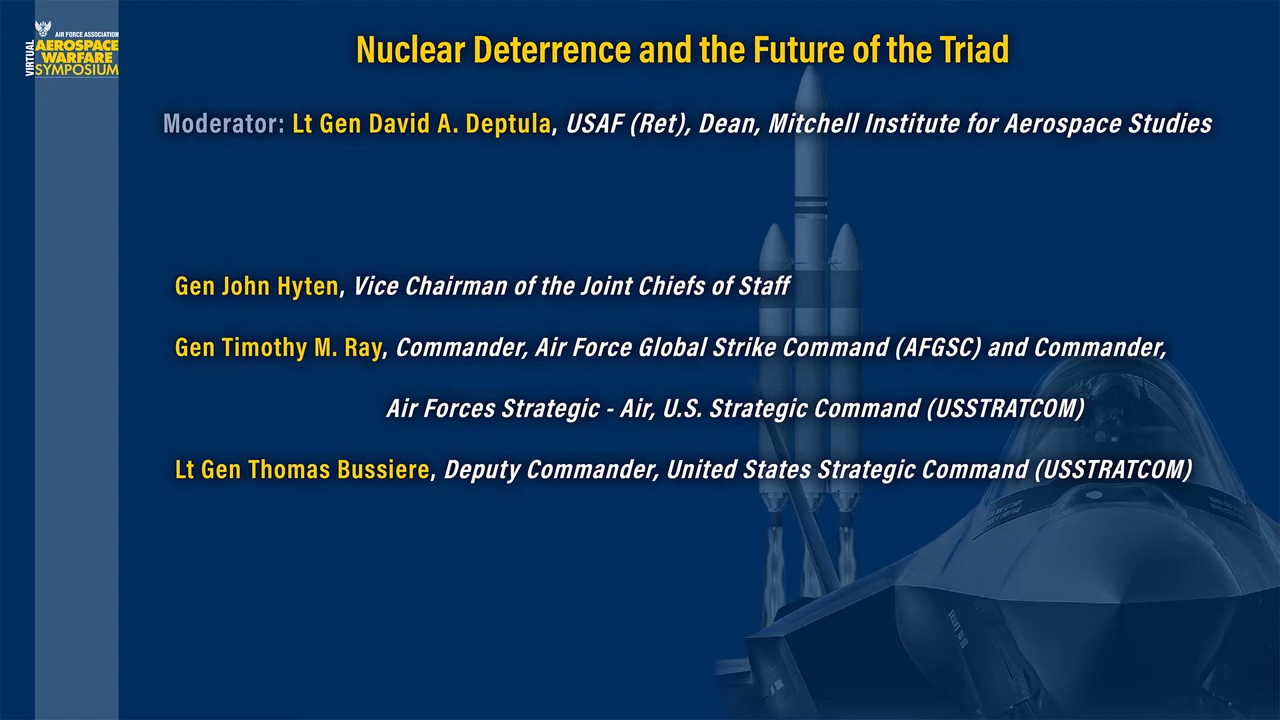 AIR FORCE ASSOCIATION
VIRTUAL
AEROSPACE
WARFARE
SYMPOSIUM
Nuclear Deterrence and the Future of the Triad
Moderator: Lt Gen David A. Deptula, USAF (Ret), Dean, Mitchell Institute for Aerospace Studies
Gen John Hyten, Vice Chairman of the Joint Chiefs of Staff
Gen Timothy M. Ray, Commander, Air Force Global Strike Command (AFGSC) and Commander,
Air Forces Strategic - Air, U.S. Strategic Command (USSTRATCOM)
Lt Gen Thomas Bussiere, Deputy Commander, United States Strategic Command (USSTRATCOM)